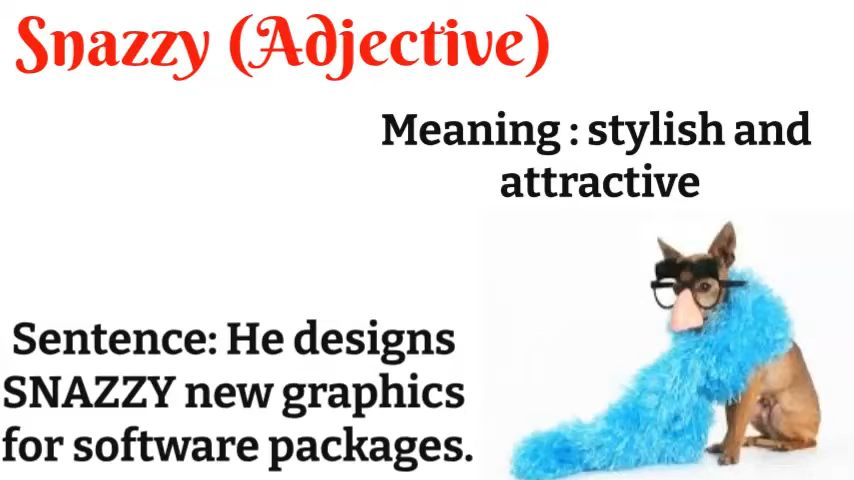 Snazzy (Adjective)
Meaning : stylish and
attractive
Sentence: He designs
SNAZZY new graphics
for software packages.